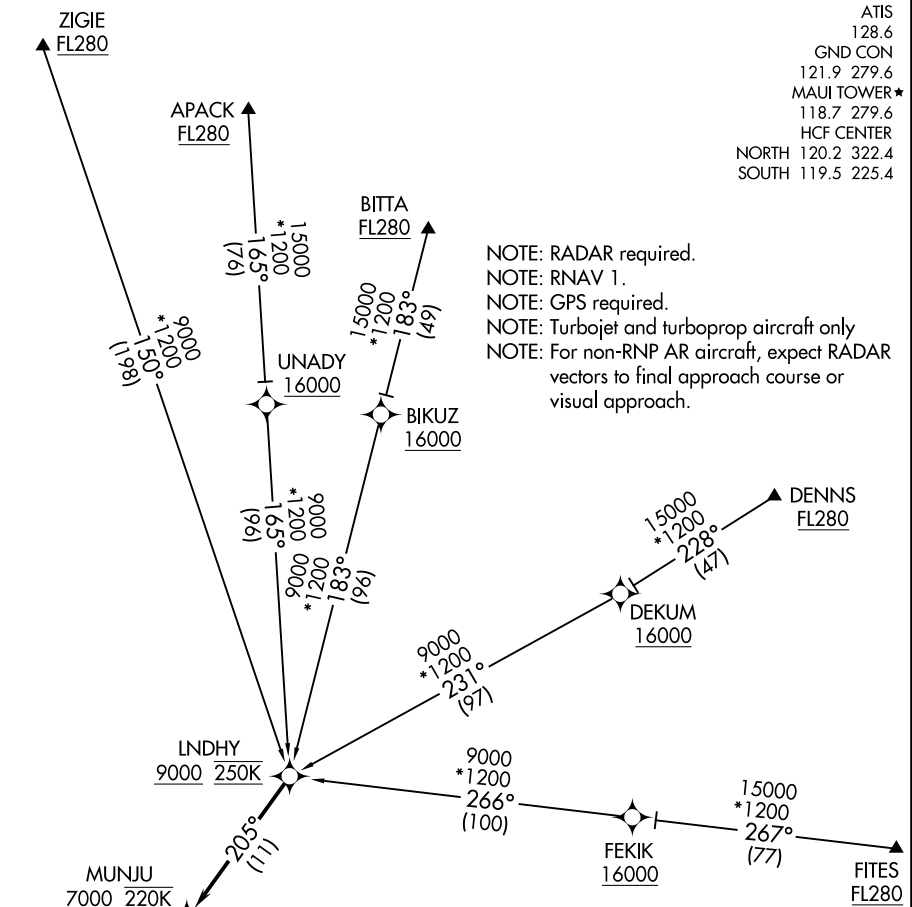 ATIS
128.6
GND CON
121.9 279.6
MAUI TOWER★
118.7 279.6
HCF CENTER
NORTH 120.2 322.4
SOUTH 119.5 225.4
ZIGIE
FL280
APACK
FL280
BITTA
FL280
NOTE: RADAR required.
NOTE: RNAV 1.
NOTE: GPS required.
NOTE: Turbojet and turboprop aircraft only
NOTE: For non-RNP AR aircraft, expect RADAR
vectors to final approach course or
visual approach.
15000
*1200
165°
(76)
15000
*1200
183°
(49)
9000
*1200
150°
(198)
UNADY
16000
BIKUZ
16000
9000
*1200
165°
(96)
9000
*1200
183°
(96)
DENNS
FL280
15000
*1200
228°
(47)
DEKUM
16000
9000
*1200
231°
(97)
LNDHY
9000 250K
9000
*1200
266°
(100)
FEKIK
16000
15000
*1200
267°
(77)
FITES
FL280
205°
(11)
MUNJU
7000 220K